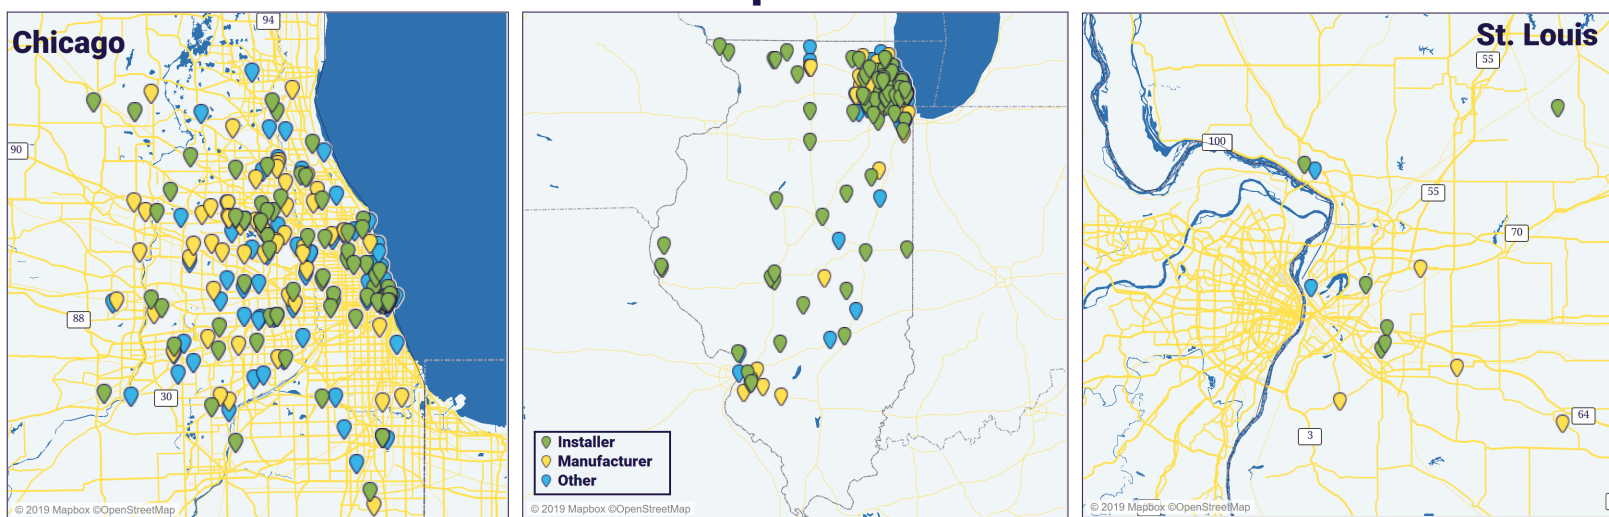 Chicago
94
90
88
30
© 2019 Mapbox ©OpenStreetMap
Installer
Manufacturer
Other
© 2019 Mapbox ©OpenStreetMap
St. Louis
55
100
55
70
64
3
© 2019 Mapbox ©OpenStreetMap